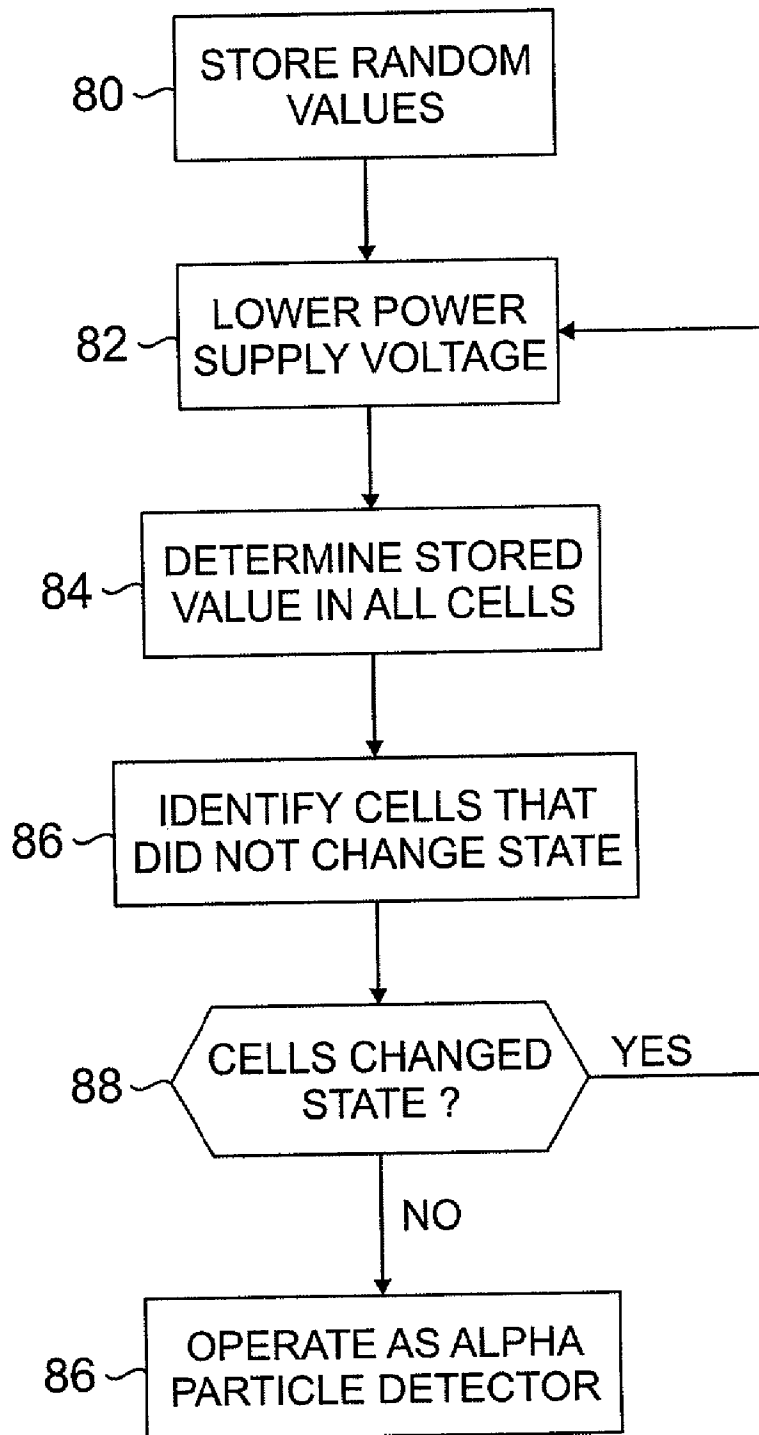 STORE RANDOM
VALUES
80
LOWER POWER
SUPPLY VOLTAGE
82
DETERMINE STORED
VALUE IN ALL CELLS
84
IDENTIFY CELLS THAT
DID NOT CHANGE STATE
86
CELLS CHANGED
STATE ?
88
YES
NO
OPERATE AS ALPHA
PARTICLE DETECTOR
86